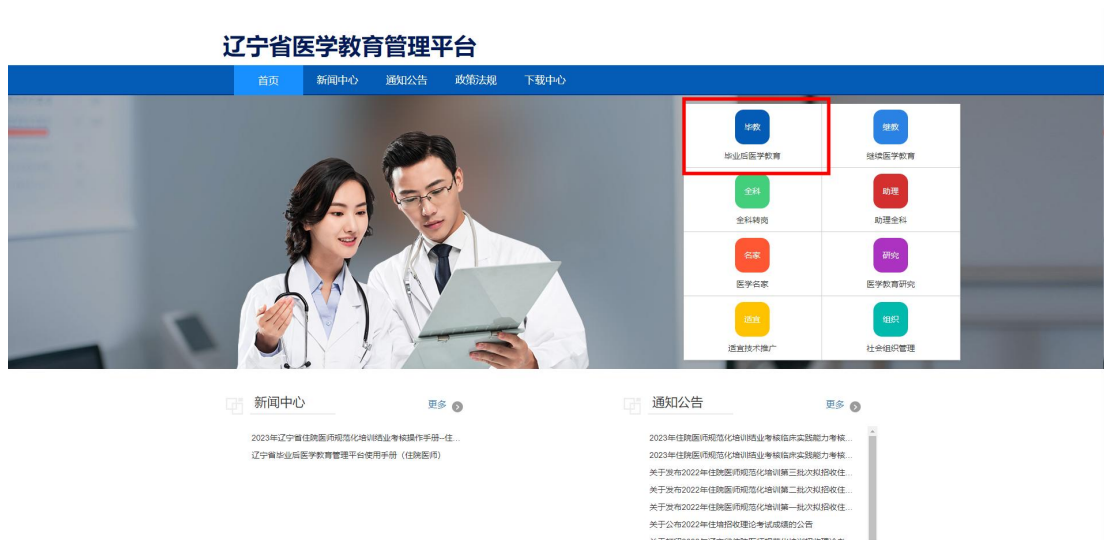 辽宁省医学教育管理平台
首页 新闻中心 通知公告 政策法规 下载中心
毕教 继教
毕业后医学教育 继续医学教育
全科 助理
全科转岗 助理全科
名家 研究
医学名家 医学教育研究
适宜 组织
适宜技术推广 社会组织管理
新闻中心 更多
2023年辽宁省住院医师规范化培训结业考核操作手册--住...
辽宁省毕业后医学教育管理平台使用手册（住院医师）
通知公告 更多
2023年住院医师规范化培训结业考核临床实践能力考核...
2023年住院医师规范化培训结业考核临床实践能力考核...
关于发布2022年住院医师规范化培训第三批次拟招收住...
关于发布2022年住院医师规范化培训第二批次拟招收住...
关于发布2022年住院医师规范化培训第一批次拟招收住...
关于公布2022年住培招收理论考试成绩的公告